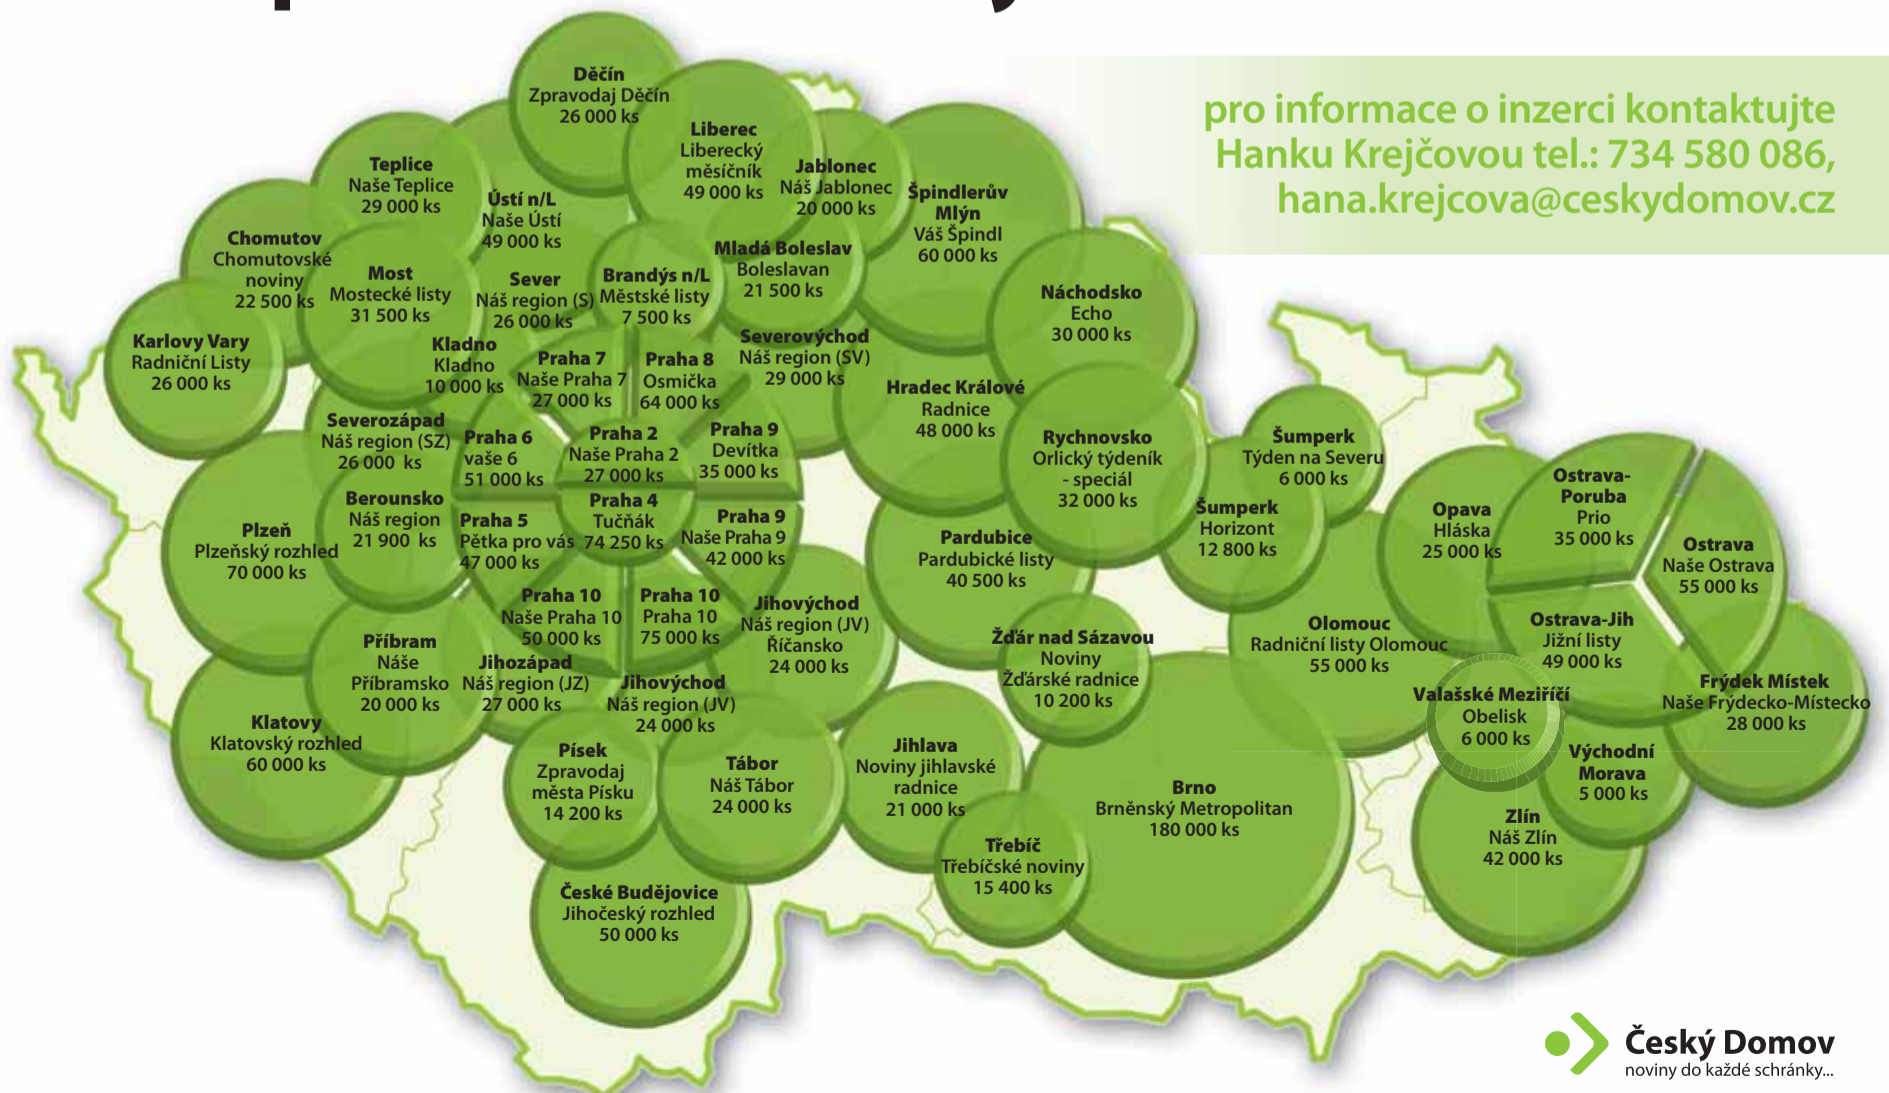 pro informace o inzerci kontaktujte
Hanku Krejčovou tel.: 734 580 086,
hana.krejcova@ceskydomov.cz
Děčín
Zpravodaj Děčín
26 000 ks
Liberec
Liberecký
měsíčník
49 000 ks
Jablonec
Náš Jablonec
20 000 ks
Teplice
Naše Teplice
29 000 ks
Ústí n/L
Naše Ústí
49 000 ks
Špindlerův
Mlýn
Váš Špindl
60 000 ks
Chomutov
Chomutovské
noviny
22 500 ks
Most
Mostecké listy
31 500 ks
Sever
Náš region (S)
26 000 ks
Brandýs n/L
Městské listy
7 500 ks
Mladá Boleslav
Boleslavan
21 500 ks
Náchodsko
Echo
30 000 ks
Karlovy Vary
Radniční Listy
26 000 ks
Kladno
Kladno
10 000 ks
Praha 7
Naše Praha 7
27 000 ks
Praha 8
Osmička
64 000 ks
Severovýchod
Náš region (SV)
29 000 ks
Hradec Králové
Radnice
48 000 ks
Severozápad
Náš region (SZ)
26 000 ks
Praha 6
vaše 6
51 000 ks
Praha 2
Naše Praha 2
27 000 ks
Praha 9
Devítka
35 000 ks
Rychnovsko
Orlický týdeník
- speciál
32 000 ks
Šumperk
Týden na Severu
6 000 ks
Plzeň
Plzeňský rozhled
70 000 ks
Berounsko
Náš region
21 900 ks
Praha 5
Pětka pro vás
47 000 ks
Praha 4
Tučňák
74 250 ks
Praha 9
Naše Praha 9
42 000 ks
Pardubice
Pardubické listy
40 500 ks
Šumperk
Horizont
12 800 ks
Opava
Hláska
25 000 ks
Ostrava-
Poruba
Prio
35 000 ks
Ostrava
Naše Ostrava
55 000 ks
Příbram
Náše
Příbramsko
20 000 ks
Jihozápad
Náš region (JZ)
27 000 ks
Praha 10
Naše Praha 10
50 000 ks
Praha 10
Praha 10
75 000 ks
Jihovýchod
Náš region (JV)
Říčansko
24 000 ks
Jihovýchod
Náš region (JV)
24 000 ks
Žďár nad Sázavou
Noviny
Žďárské radnice
10 200 ks
Olomouc
Radniční listy Olomouc
55 000 ks
Ostrava-Jih
Jižní listy
49 000 ks
Valašské Meziříčí
Obelisk
6 000 ks
Frýdek Místek
Naše Frýdecko-Místecko
28 000 ks
Klatovy
Klatovský rozhled
60 000 ks
Písek
Zpravodaj
města Písku
14 200 ks
Tábor
Náš Tábor
24 000 ks
Jihlava
Noviny jihlavské
radnice
21 000 ks
Brno
Brněnský Metropolitan
180 000 ks
Východní
Morava
5 000 ks
Zlín
Náš Zlín
42 000 ks
Třebíč
Třebíčské noviny
15 400 ks
České Budějovice
Jihočeský rozhled
50 000 ks
Český Domov
noviny do každé schránky...